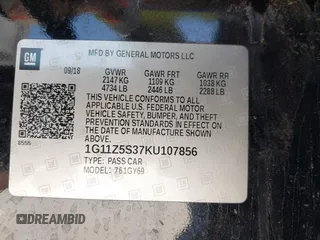 GM
MFD BY GENERAL MOTORS LLC
09/18
GVWR GAWR FRT GAWR RR
2147 KG 1109 KG 1038 KG
4734 LB 2446 LB 2288 LB
THIS VEHICLE CONFORMS TO ALL APPLICABLE
U.S. FEDERAL MOTOR VEHICLE
SAFETY, BUMPER, AND THEFT
PREVENTION STANDARDS IN EFFECT
ON THE DATE OF MANUFACTURE
SHOWN ABOVE.
1G11Z5S37KU107856
TYPE: PASS CAR
MODEL: 761GY69
DREAMBID